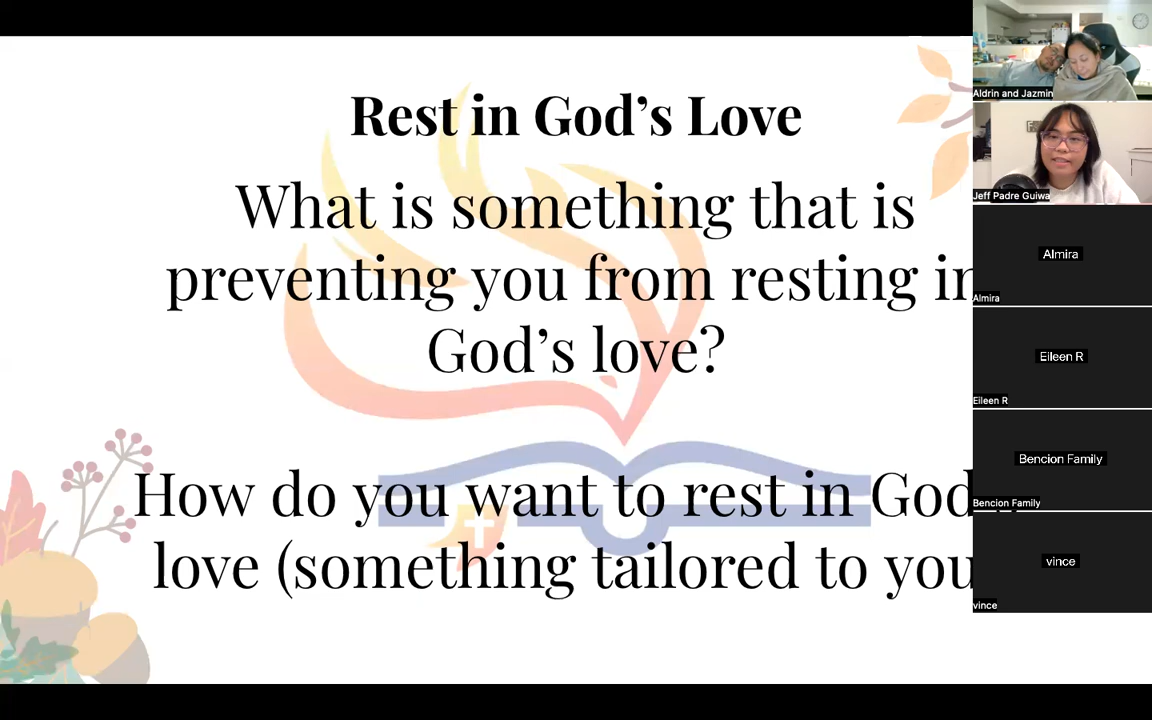 Rest in God’s Love
What is something that is
preventing you from resting in
God’s love?
How do you want to rest in God
love (something tailored to you
Aldrin and Jazmin
Jeff Padre Guiwa
Almira
Almira
Eileen R
Eileen R
Bencion Family
Bencion Family
vince
vince